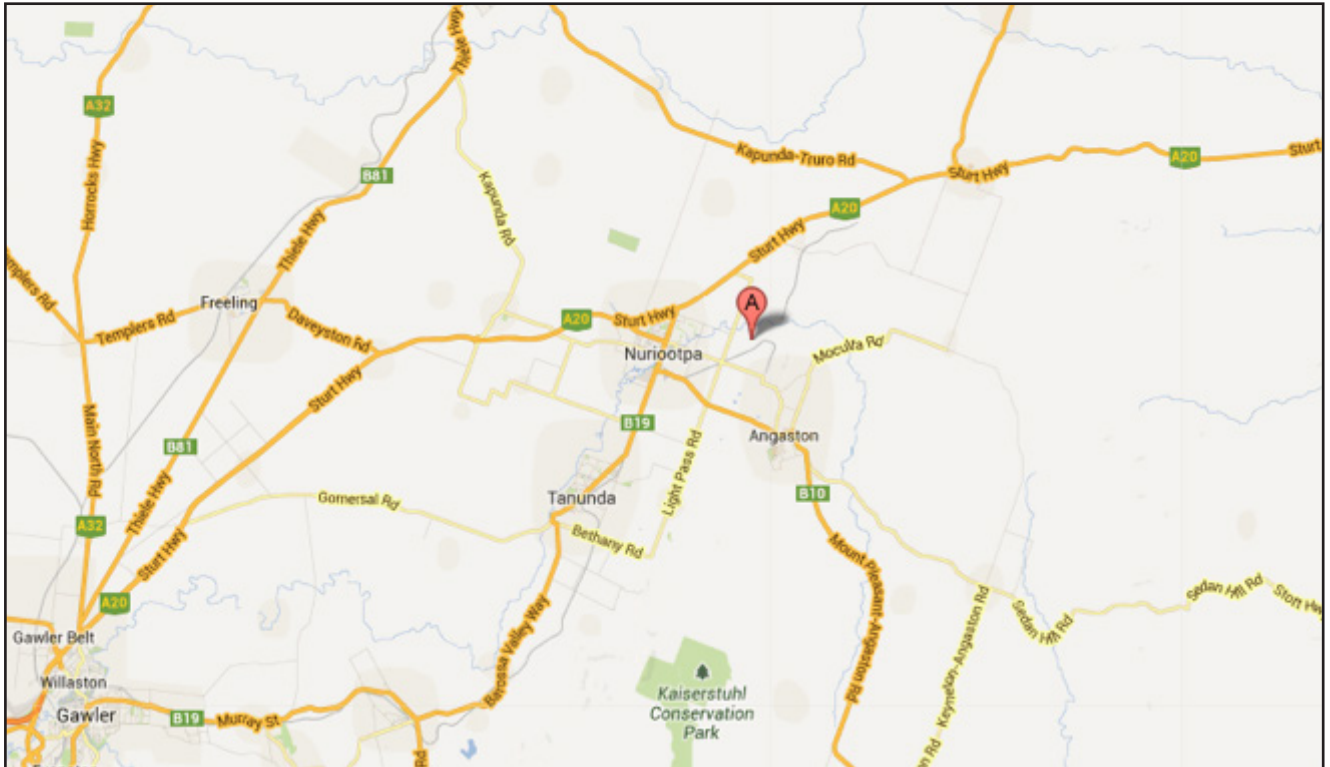 Thiele Hwy
A32
Horrocks Hwy
Kapunda-Truro Rd
A20
Sturt
Sturt Hwy
B81
Kapunda Rd
A20
Thiele Hwy
Sturt Hwy
Templers Rd
Freeling
A
Templers Rd
Daveyston Rd
A20
Sturt Hwy
Nuriootpa
Sturt Hwy
Main North Rd
B81
B19
Light Pass Rd
Angaston
Tanunda
B10
Gomersal Rd
Thiele Hwy
A32
Sturt Hwy
Bethany Rd
Mount Pleasant-Angaston Rd
A20
Sedan Hill Rd
Gawler Belt
Barossa Valley Way
Keyneton-Angaston Rd
Sedan Hill Rd
Willaston
Kaiserstuhl
Conservation
Park
Gawler
B19
Murray St
Rd